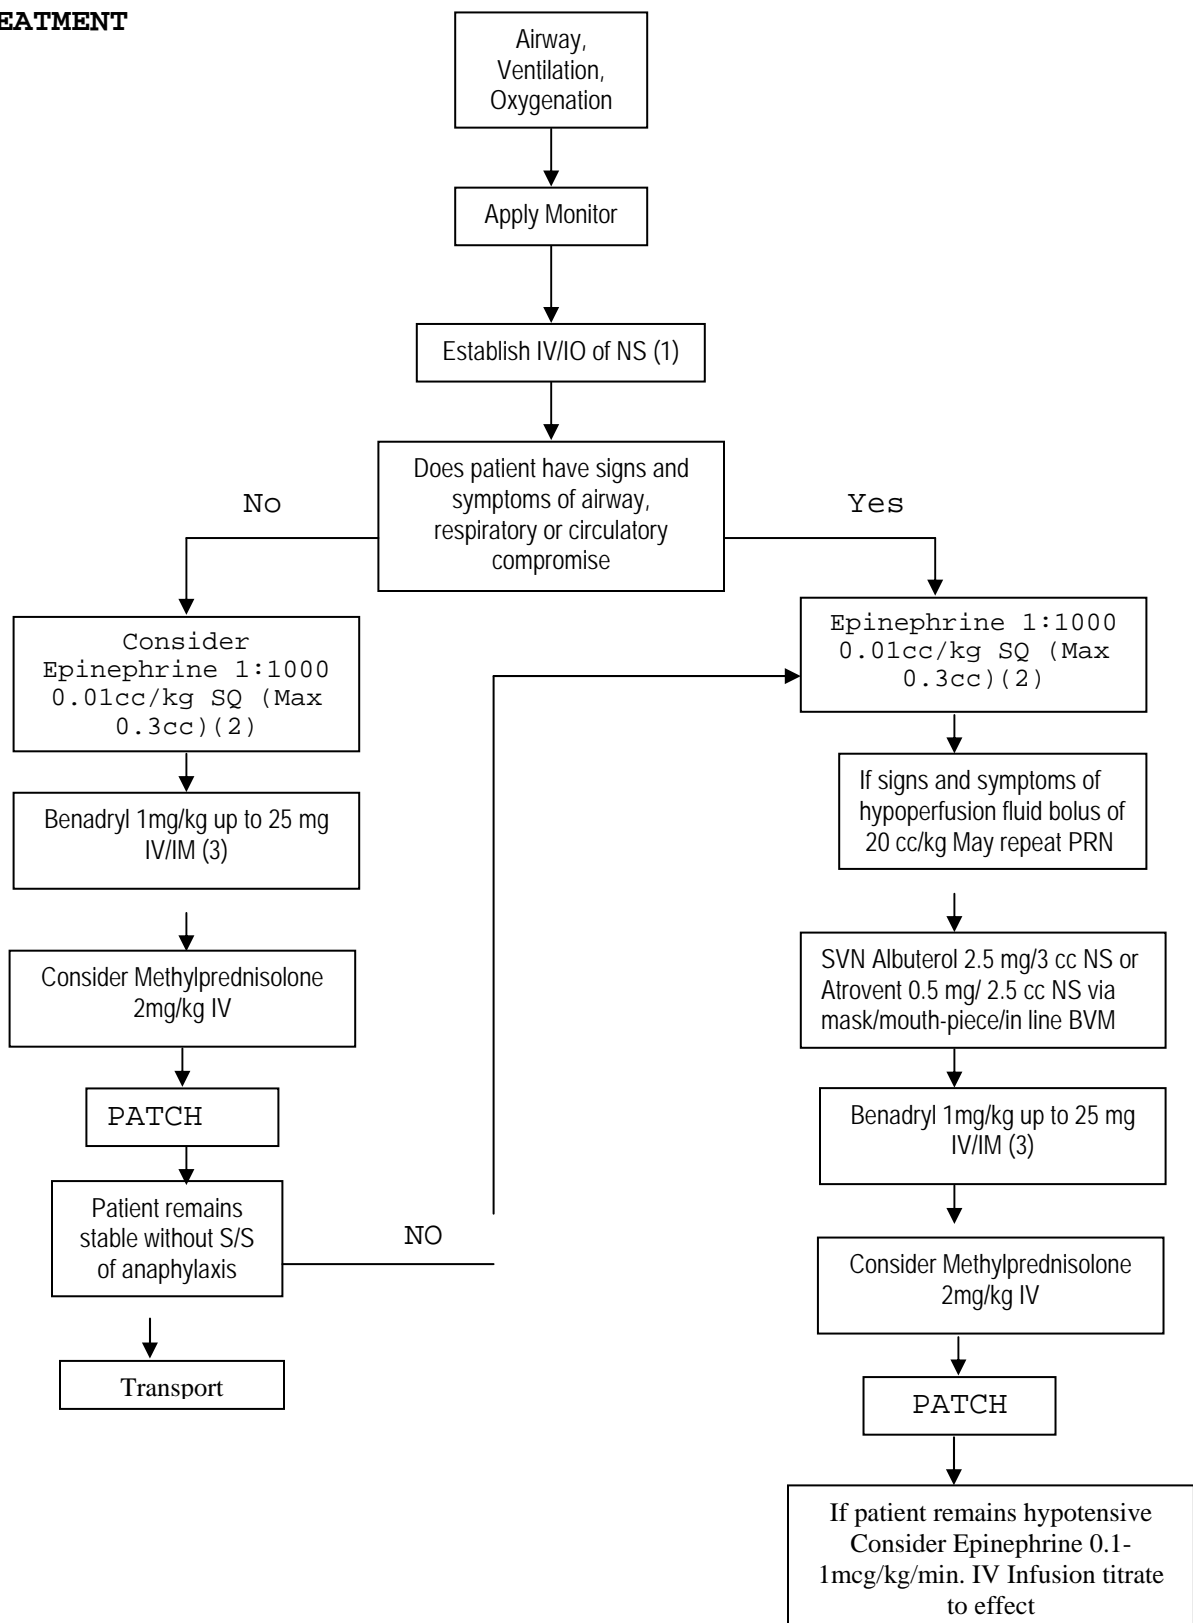 EATMENT
Airway,
Ventilation,
Oxygenation
Apply Monitor
Establish IV/IO of NS (1)
Does patient have signs and
symptoms of airway,
respiratory or circulatory
compromise
No
Yes
Consider
Epinephrine 1:1000
0.01cc/kg SQ (Max
0.3cc)(2)
Benadryl 1mg/kg up to 25 mg
IV/IM (3)
Consider Methylprednisolone
2mg/kg IV
PATCH
Patient remains
stable without S/S
of anaphylaxis
NO
Transport
Epinephrine 1:1000
0.01cc/kg SQ (Max
0.3cc)(2)
If signs and symptoms of
hypoperfusion fluid bolus of
20 cc/kg May repeat PRN
SVN Albuterol 2.5 mg/3 cc NS or
Atrovent 0.5 mg/ 2.5 cc NS via
mask/mouth-piece/in line BVM
Benadryl 1mg/kg up to 25 mg
IV/IM (3)
Consider Methylprednisolone
2mg/kg IV
PATCH
If patient remains hypotensive
Consider Epinephrine 0.1-
1mcg/kg/min. IV Infusion titrate
to effect